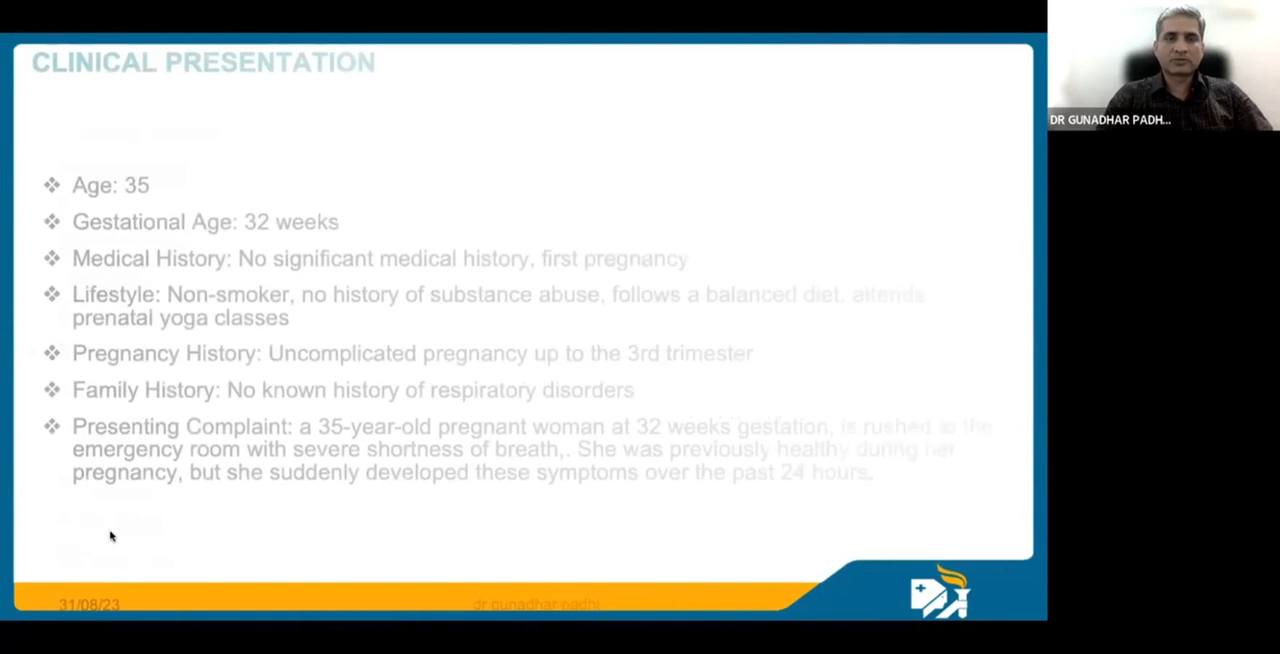 CLINICAL PRESENTATION
DR GUNADHAR PADH...
❖ Age: 35
❖ Gestational Age: 32 weeks
❖ Medical History: No significant medical history, first pregnancy
❖ Lifestyle: Non-smoker, no history of substance abuse, follows a balanced diet, attends
prenatal yoga classes
❖ Pregnancy History: Uncomplicated pregnancy up to the 3rd trimester
❖ Family History: No known history of respiratory disorders
❖ Presenting Complaint: a 35-year-old pregnant woman at 32 weeks gestation, is rushed to the
emergency room with severe shortness of breath,. She was previously healthy during her
pregnancy, but she suddenly developed these symptoms over the past 24 hours.
31/08/23
dr gunadhar padhi